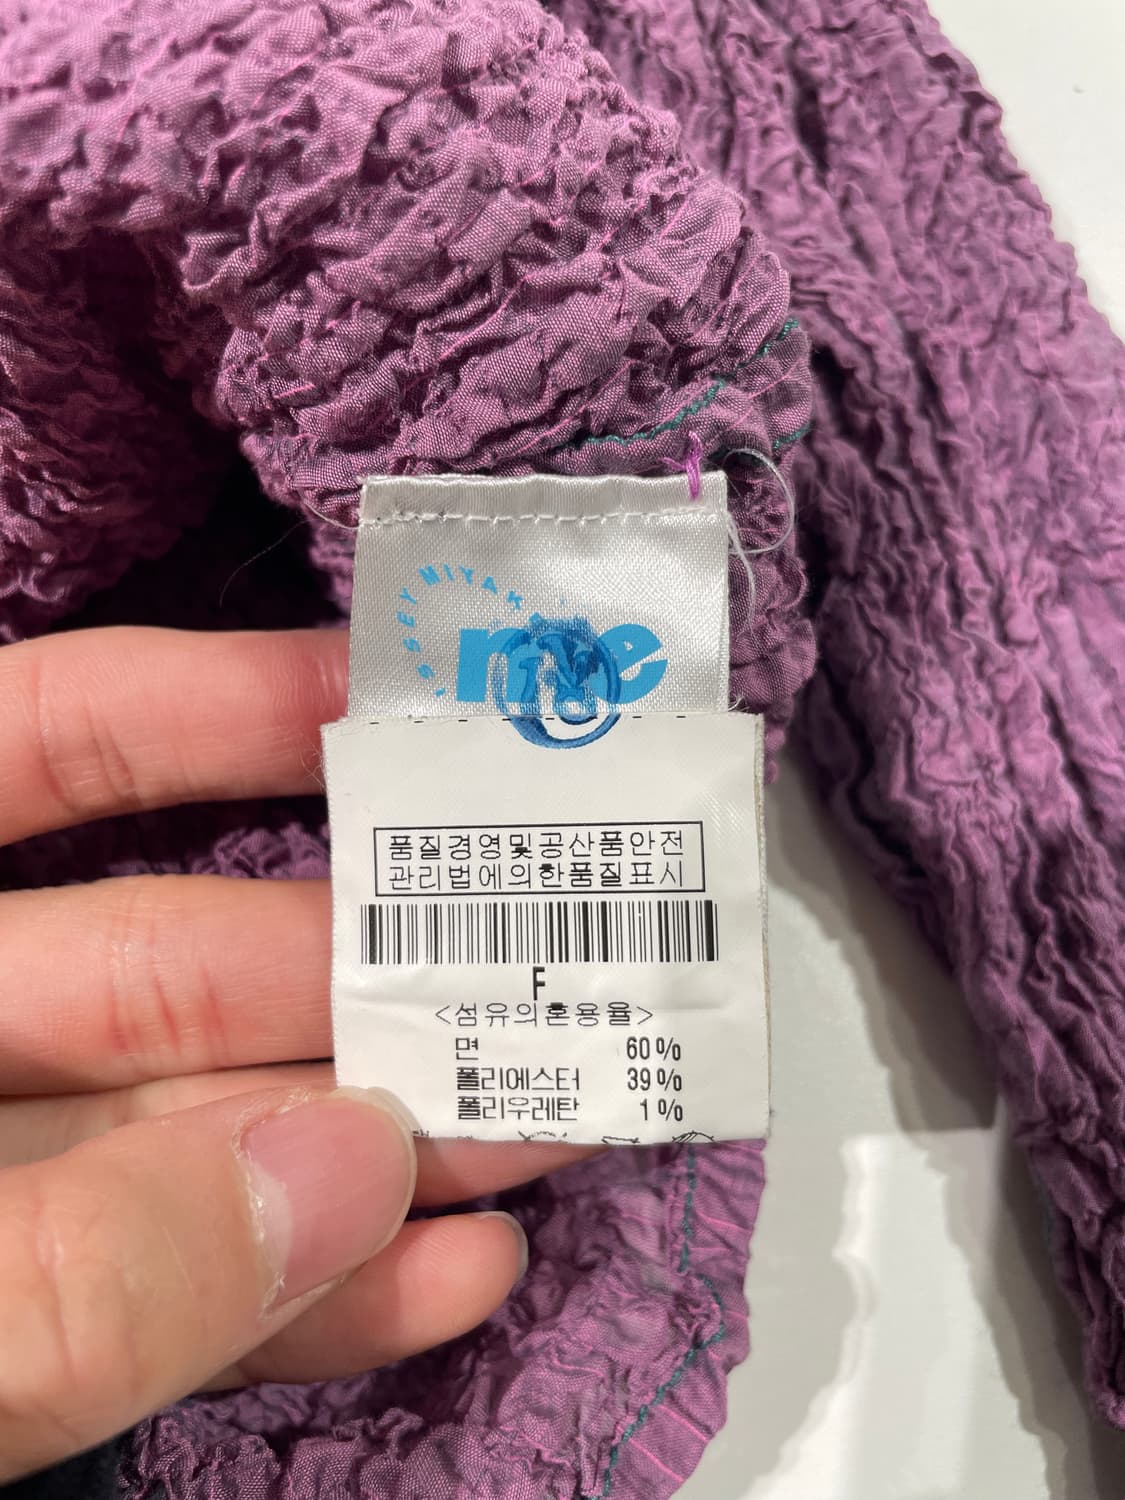 ISSEY MIYAKE
me
품질경영및공산품안전
관리법에의한품질표시
F
<섬유의혼용율>
면 60%
폴리에스터 39%
폴리우레탄 1%